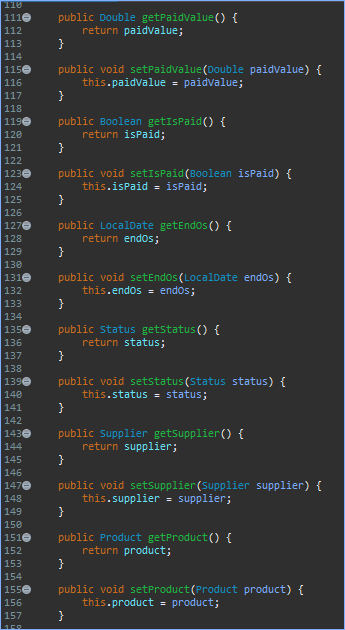 110
111 public Double getPaidValue() {
112 return paidValue;
113 }
114
115 public void setPaidValue(Double paidValue) {
116 this.paidValue = paidValue;
117 }
118
119 public Boolean getIsPaid() {
120 return isPaid;
121 }
122
123 public void setIsPaid(Boolean isPaid) {
124 this.isPaid = isPaid;
125 }
126
127 public LocalDate getEndOs() {
128 return endOs;
129 }
130
131 public void setEndOs(LocalDate endOs) {
132 this.endOs = endOs;
133 }
134
135 public Status getStatus() {
136 return status;
137 }
138
139 public void setStatus(Status status) {
140 this.status = status;
141 }
142
143 public Supplier getSupplier() {
144 return supplier;
145 }
146
147 public void setSupplier(Supplier supplier) {
148 this.supplier = supplier;
149 }
150
151 public Product getProduct() {
152 return product;
153 }
154
155 public void setProduct(Product product) {
156 this.product = product;
157 }
158